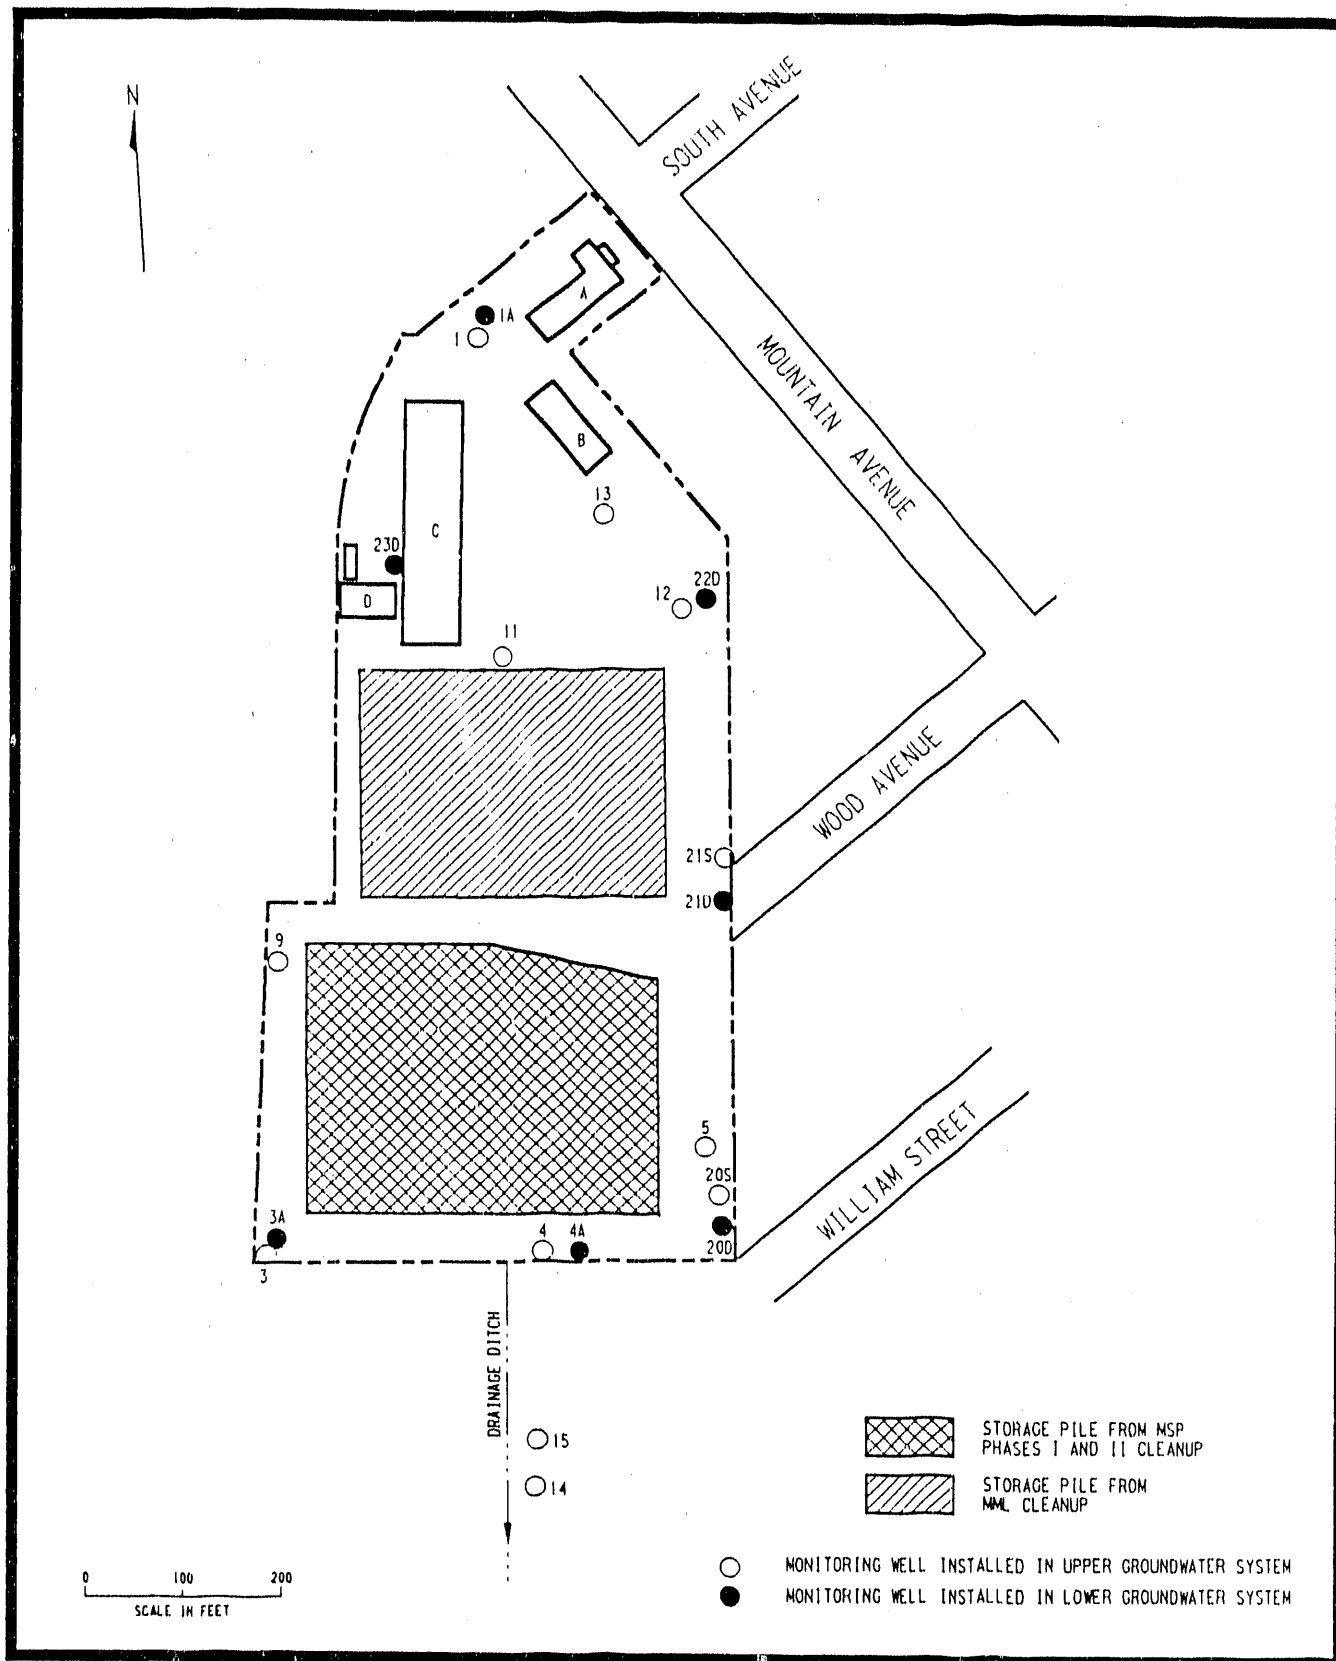 N
SOUTH AVENUE
A
1A
1
MOUNTAIN AVENUE
B
13
C
23D
22D
D
12
11
WOOD AVENUE
21S
21D
9
5
20S
WILLIAM STREET
3A
4
4A
20D
3
DRAINAGE DITCH
15
14
STORAGE PILE FROM MSP
PHASES I AND II CLEANUP
STORAGE PILE FROM
MML CLEANUP
MONITORING WELL INSTALLED IN UPPER GROUNDWATER SYSTEM
MONITORING WELL INSTALLED IN LOWER GROUNDWATER SYSTEM
0 100 200
SCALE IN FEET